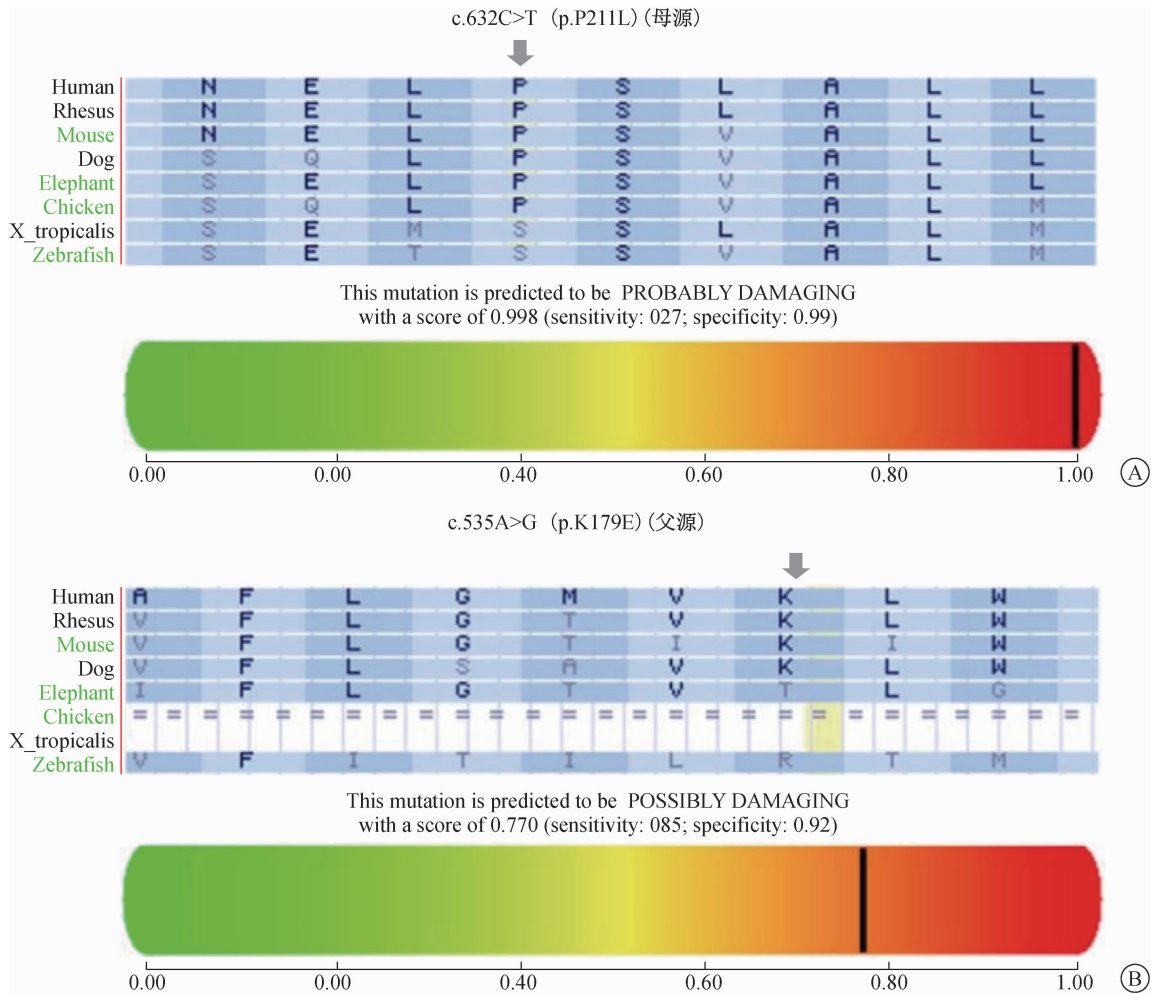 c.632C>T (p.P211L)(母源)
Human N E L P S L A L L
Rhesus N E L P S L A L L
Mouse N E L P S V A L L
Dog S Q L P S V A L L
Elephant S E L P S V A L L
Chicken S Q L P S V A L M
X_tropicalis S E M S S L A L M
Zebrafish S E T S S V A L M
This mutation is predicted to be PROBABLY DAMAGING
with a score of 0.998 (sensitivity: 027; specificity: 0.99)
0.00 0.00 0.40 0.60 0.80 1.00
A
c.535A>G (p.K179E)(父源)
Human A F L G M V K L W
Rhesus V F L G T V K L W
Mouse V F L G T I K I W
Dog V F L S A V K L W
Elephant I F L G T V T L G
Chicken = = = = = = = = = = = = = = = = = = = = = = = = = =
X_tropicalis
Zebrafish V F I T I L R T M
This mutation is predicted to be POSSIBLY DAMAGING
with a score of 0.770 (sensitivity: 085; specificity: 0.92)
0.00 0.00 0.40 0.60 0.80 1.00
B